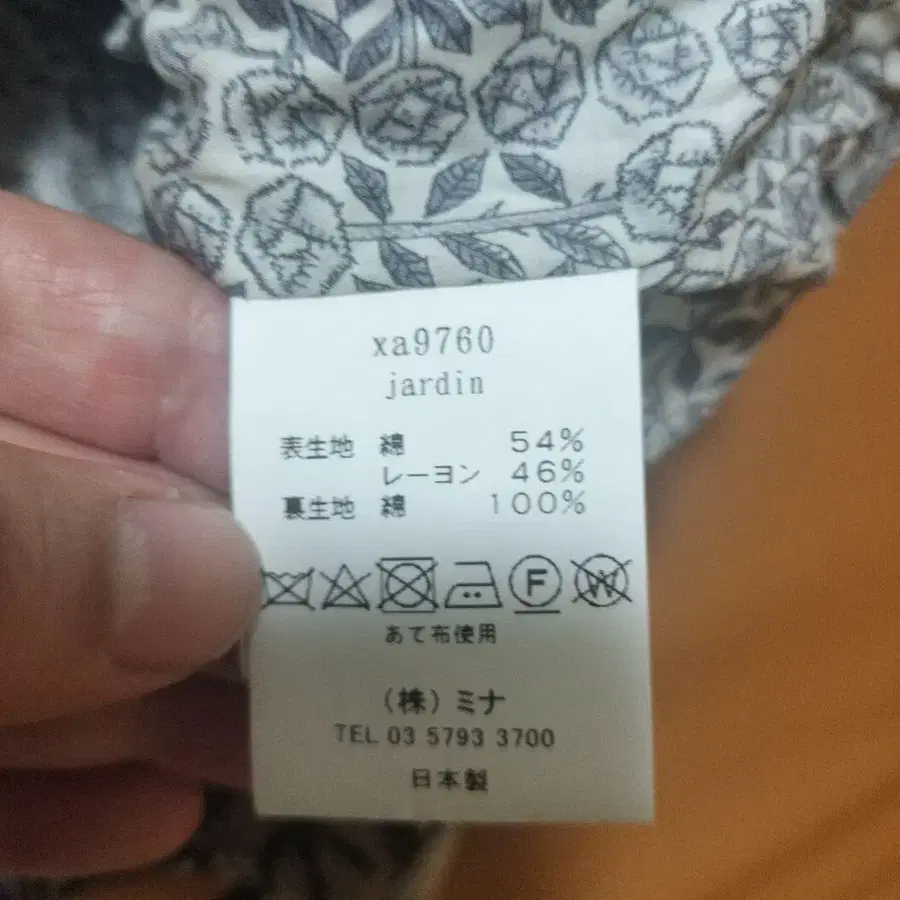 xa9760
jardin
表生地 綿 54%
レーヨン 46%
裏生地 綿 100%
F W
あて布使用
(株)ミナ
TEL 03 5793 3700
日本製